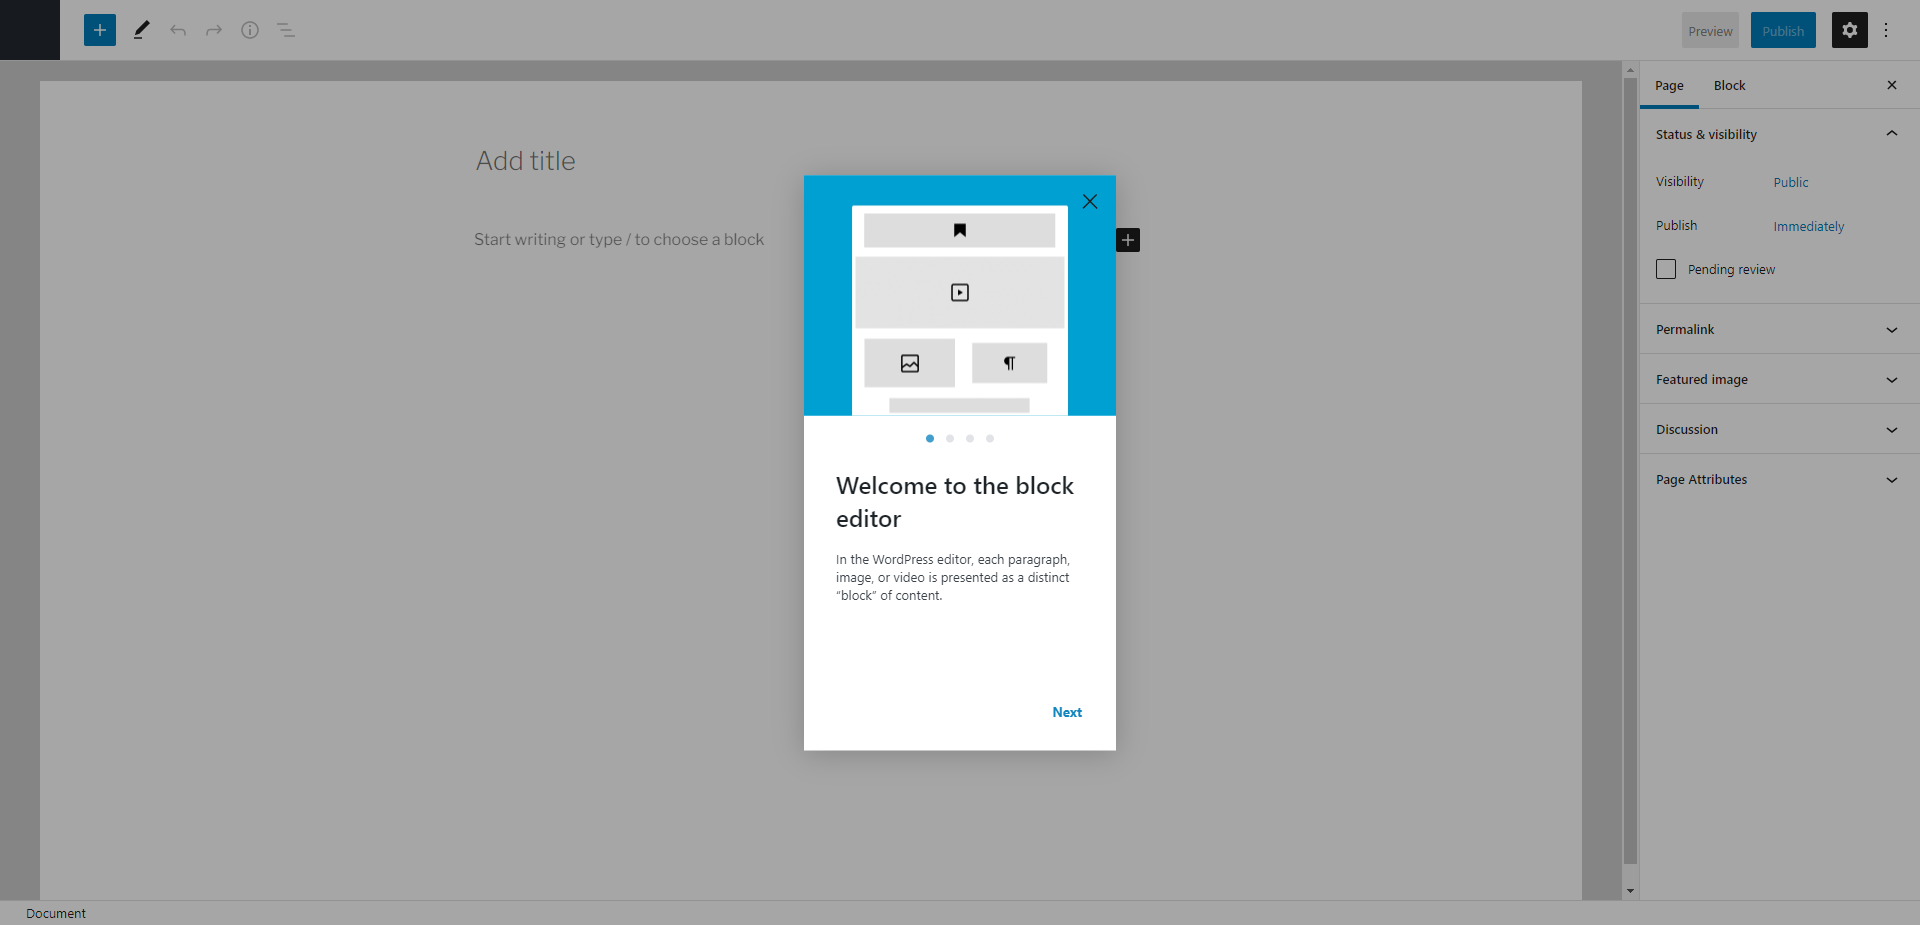 Preview
Publish
Page
Block
Add title
Start writing or type / to choose a block
Welcome to the block
editor
In the WordPress editor, each paragraph,
image, or video is presented as a distinct
“block” of content.
Next
Status & visibility
Visibility
Public
Publish
Immediately
Pending review
Permalink
Featured image
Discussion
Page Attributes
Document